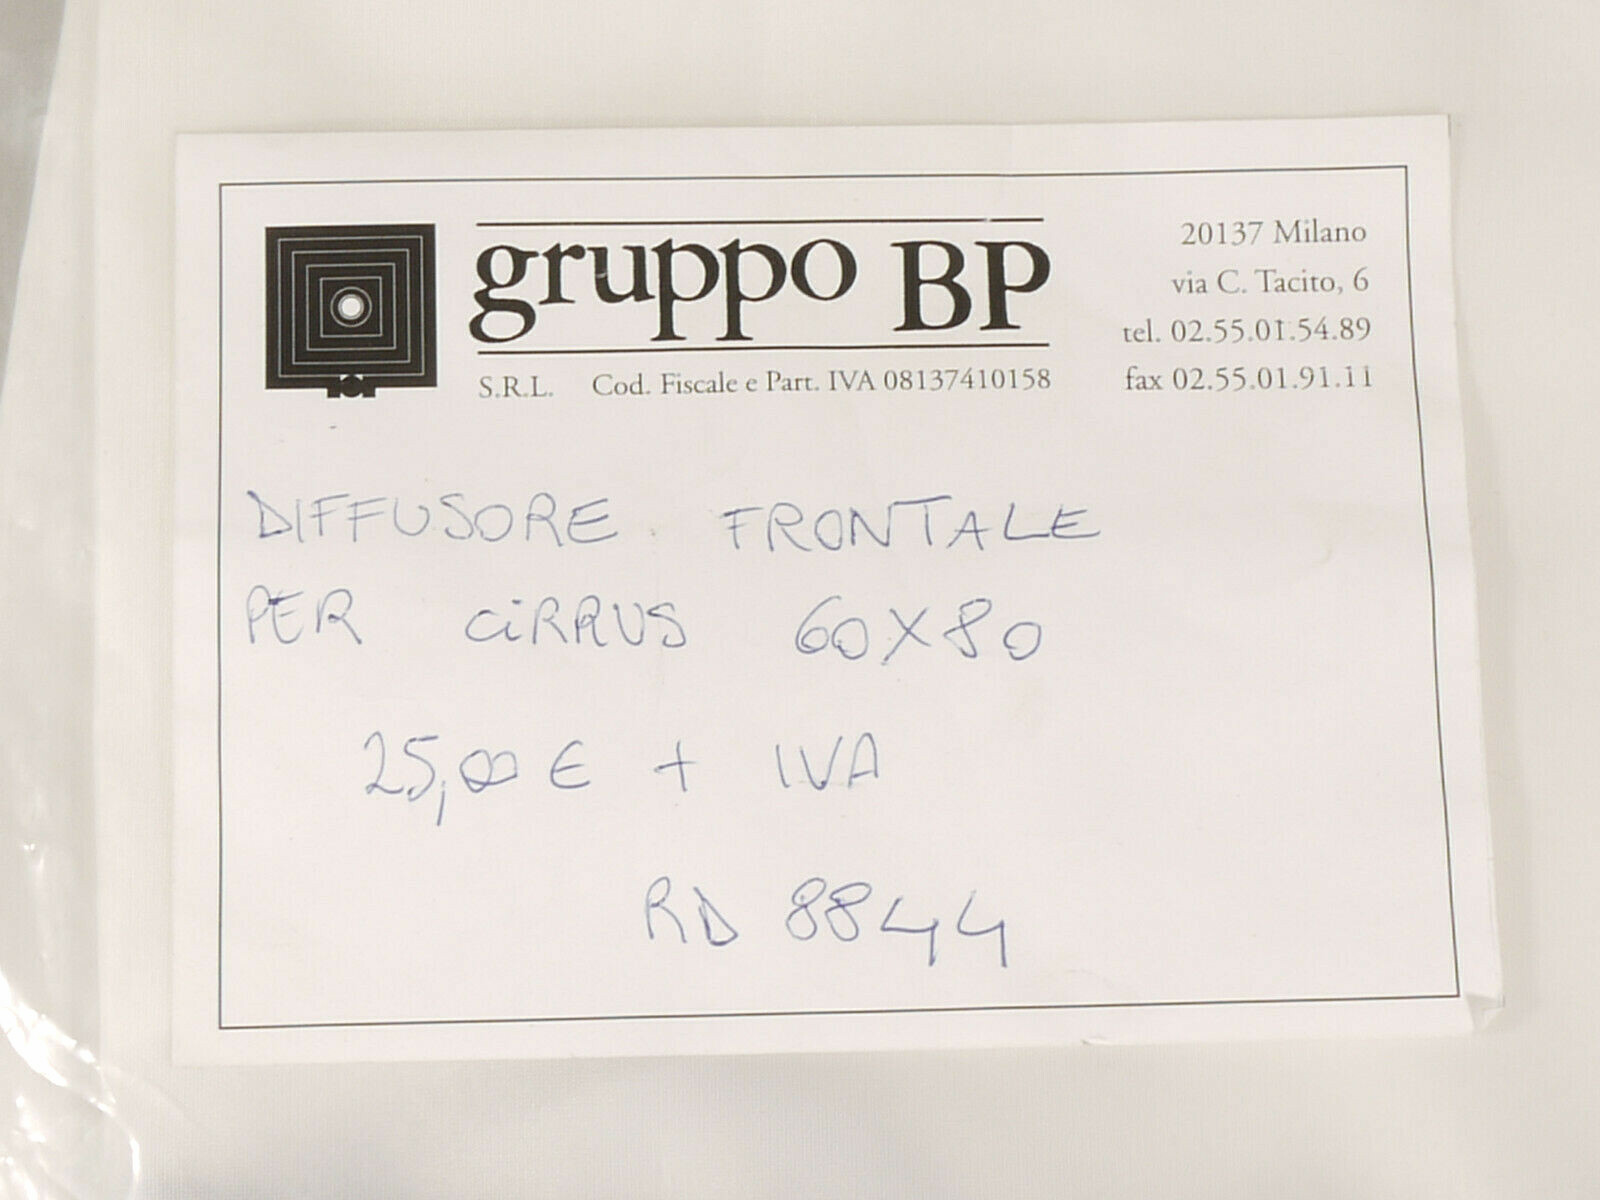 gruppo BP
S.R.L. Cod. Fiscale e Part. IVA 08137410158
20137 Milano
via C. Tacito, 6
tel. 02.55.01.54.89
fax 02.55.01.91.11
DIFFUSORE FRONTALE
PER CiRRUS 60X80
25,00 € + IVA
RD 8844